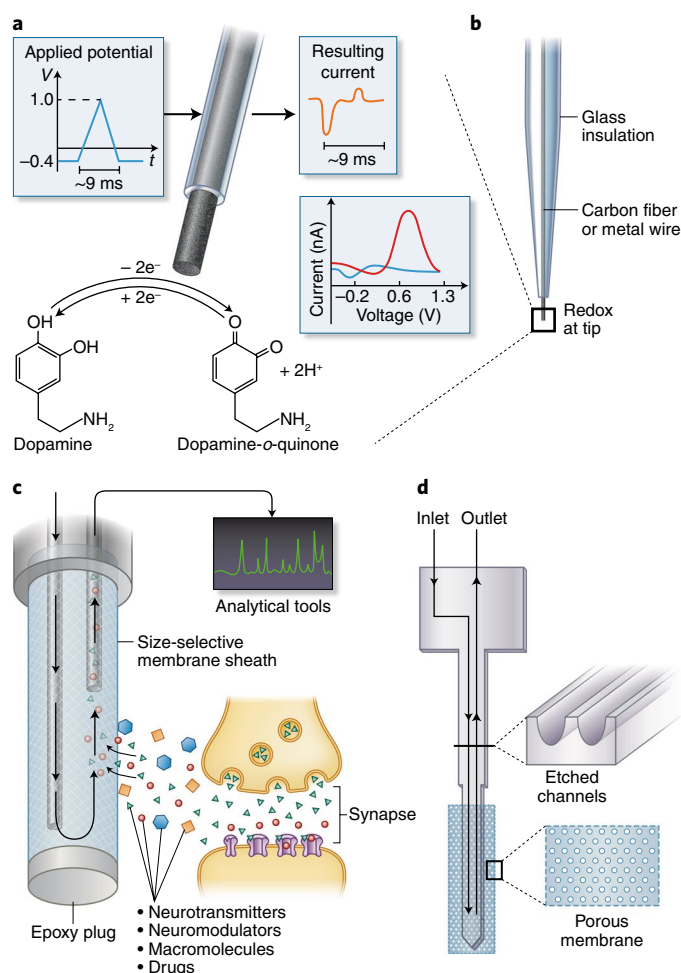 a
Applied potential
V
1.0
−0.4
t
~9 ms
Resulting
current
~9 ms
Current (nA)
−0.2
0.6
1.3
Voltage (V)
− 2e⁻
+ 2e⁻
OH
OH
NH₂
Dopamine
O
O
+ 2H⁺
NH₂
Dopamine-o-quinone
b
Glass
insulation
Carbon fiber
or metal wire
Redox
at tip
c
Analytical tools
Size-selective
membrane sheath
Synapse
Epoxy plug
• Neurotransmitters
• Neuromodulators
• Macromolecules
• Drugs
d
Inlet
Outlet
Etched
channels
Porous
membrane